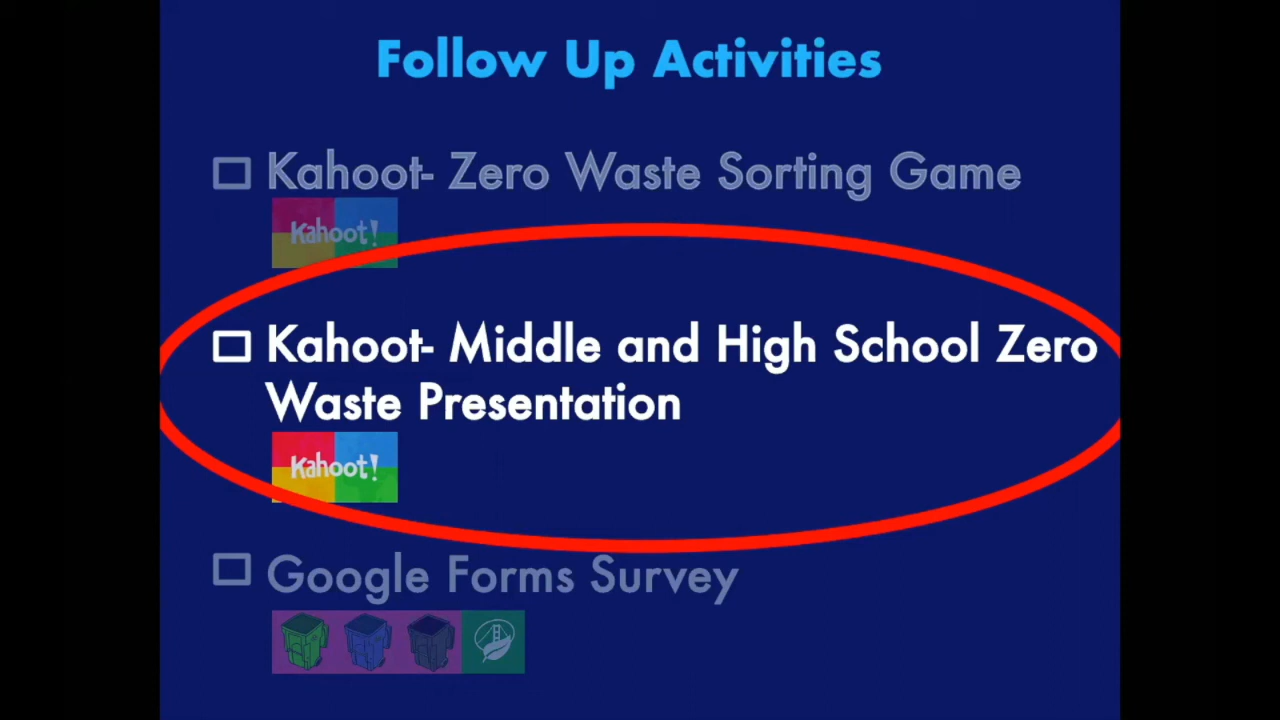 Follow Up Activities
Kahoot- Zero Waste Sorting Game
Kahoot!
Kahoot- Middle and High School Zero
Waste Presentation
Kahoot!
Google Forms Survey